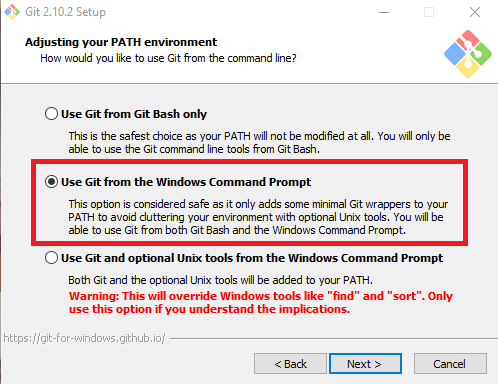 Git 2.10.2 Setup
Adjusting your PATH environment
How would you like to use Git from the command line?
Use Git from Git Bash only
This is the safest choice as your PATH will not be modified at all. You will only be
able to use the Git command line tools from Git Bash.
Use Git from the Windows Command Prompt
This option is considered safe as it only adds some minimal Git wrappers to your
PATH to avoid cluttering your environment with optional Unix tools. You will be
able to use Git from both Git Bash and the Windows Command Prompt.
Use Git and optional Unix tools from the Windows Command Prompt
Both Git and the optional Unix tools will be added to your PATH.
Warning: This will override Windows tools like "find" and "sort". Only
use this option if you understand the implications.
https://git-for-windows.github.io/
< Back
Next >
Cancel